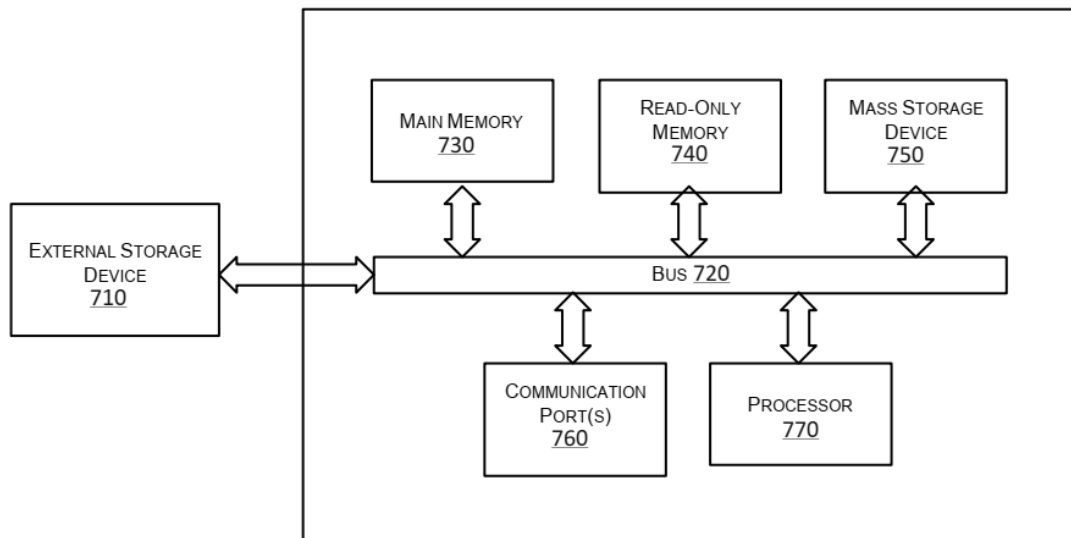 MAIN MEMORY
730
READ-ONLY
MEMORY
740
MASS STORAGE
DEVICE
750
EXTERNAL STORAGE
DEVICE
710
BUS 720
COMMUNICATION
PORT(S)
760
PROCESSOR
770